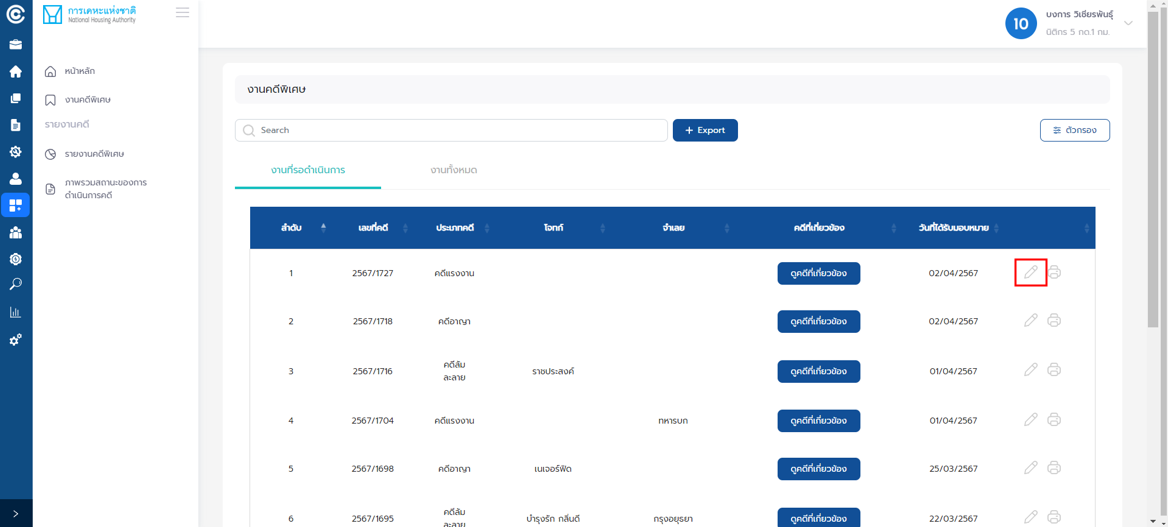 การเคหะแห่งชาติ
National Housing Authority
10
บงการ วิเชียรพันธุ์
นิติกร 5 กด.1 กม.
หน้าหลัก
งานคดีพิเศษ
รายงานคดี
รายงานคดีพิเศษ
ภาพรวมสถานะของการ
ดำเนินการคดี
งานคดีพิเศษ
Search
+ Export
ตัวกรอง
งานที่รอดำเนินการ งานทั้งหมด
ลำดับ เลขที่คดี ประเภทคดี โจทก์ จำเลย คดีที่เกี่ยวข้อง วันที่ได้รับมอบหมาย
1 2567/1727 คดีแรงงาน ดูคดีที่เกี่ยวข้อง 02/04/2567
2 2567/1718 คดีอาญา ดูคดีที่เกี่ยวข้อง 02/04/2567
3 2567/1716 คดีล้ม
ละลาย ราชประสงค์ ดูคดีที่เกี่ยวข้อง 01/04/2567
4 2567/1704 คดีแรงงาน ทหารบก ดูคดีที่เกี่ยวข้อง 01/04/2567
5 2567/1698 คดีอาญา เนเจอร์ฟิต ดูคดีที่เกี่ยวข้อง 25/03/2567
6 2567/1695 คดีล้ม
ละลาย บำรุงรัก กลิ่นดี กรุงอยุธยา ดูคดีที่เกี่ยวข้อง 22/03/2567